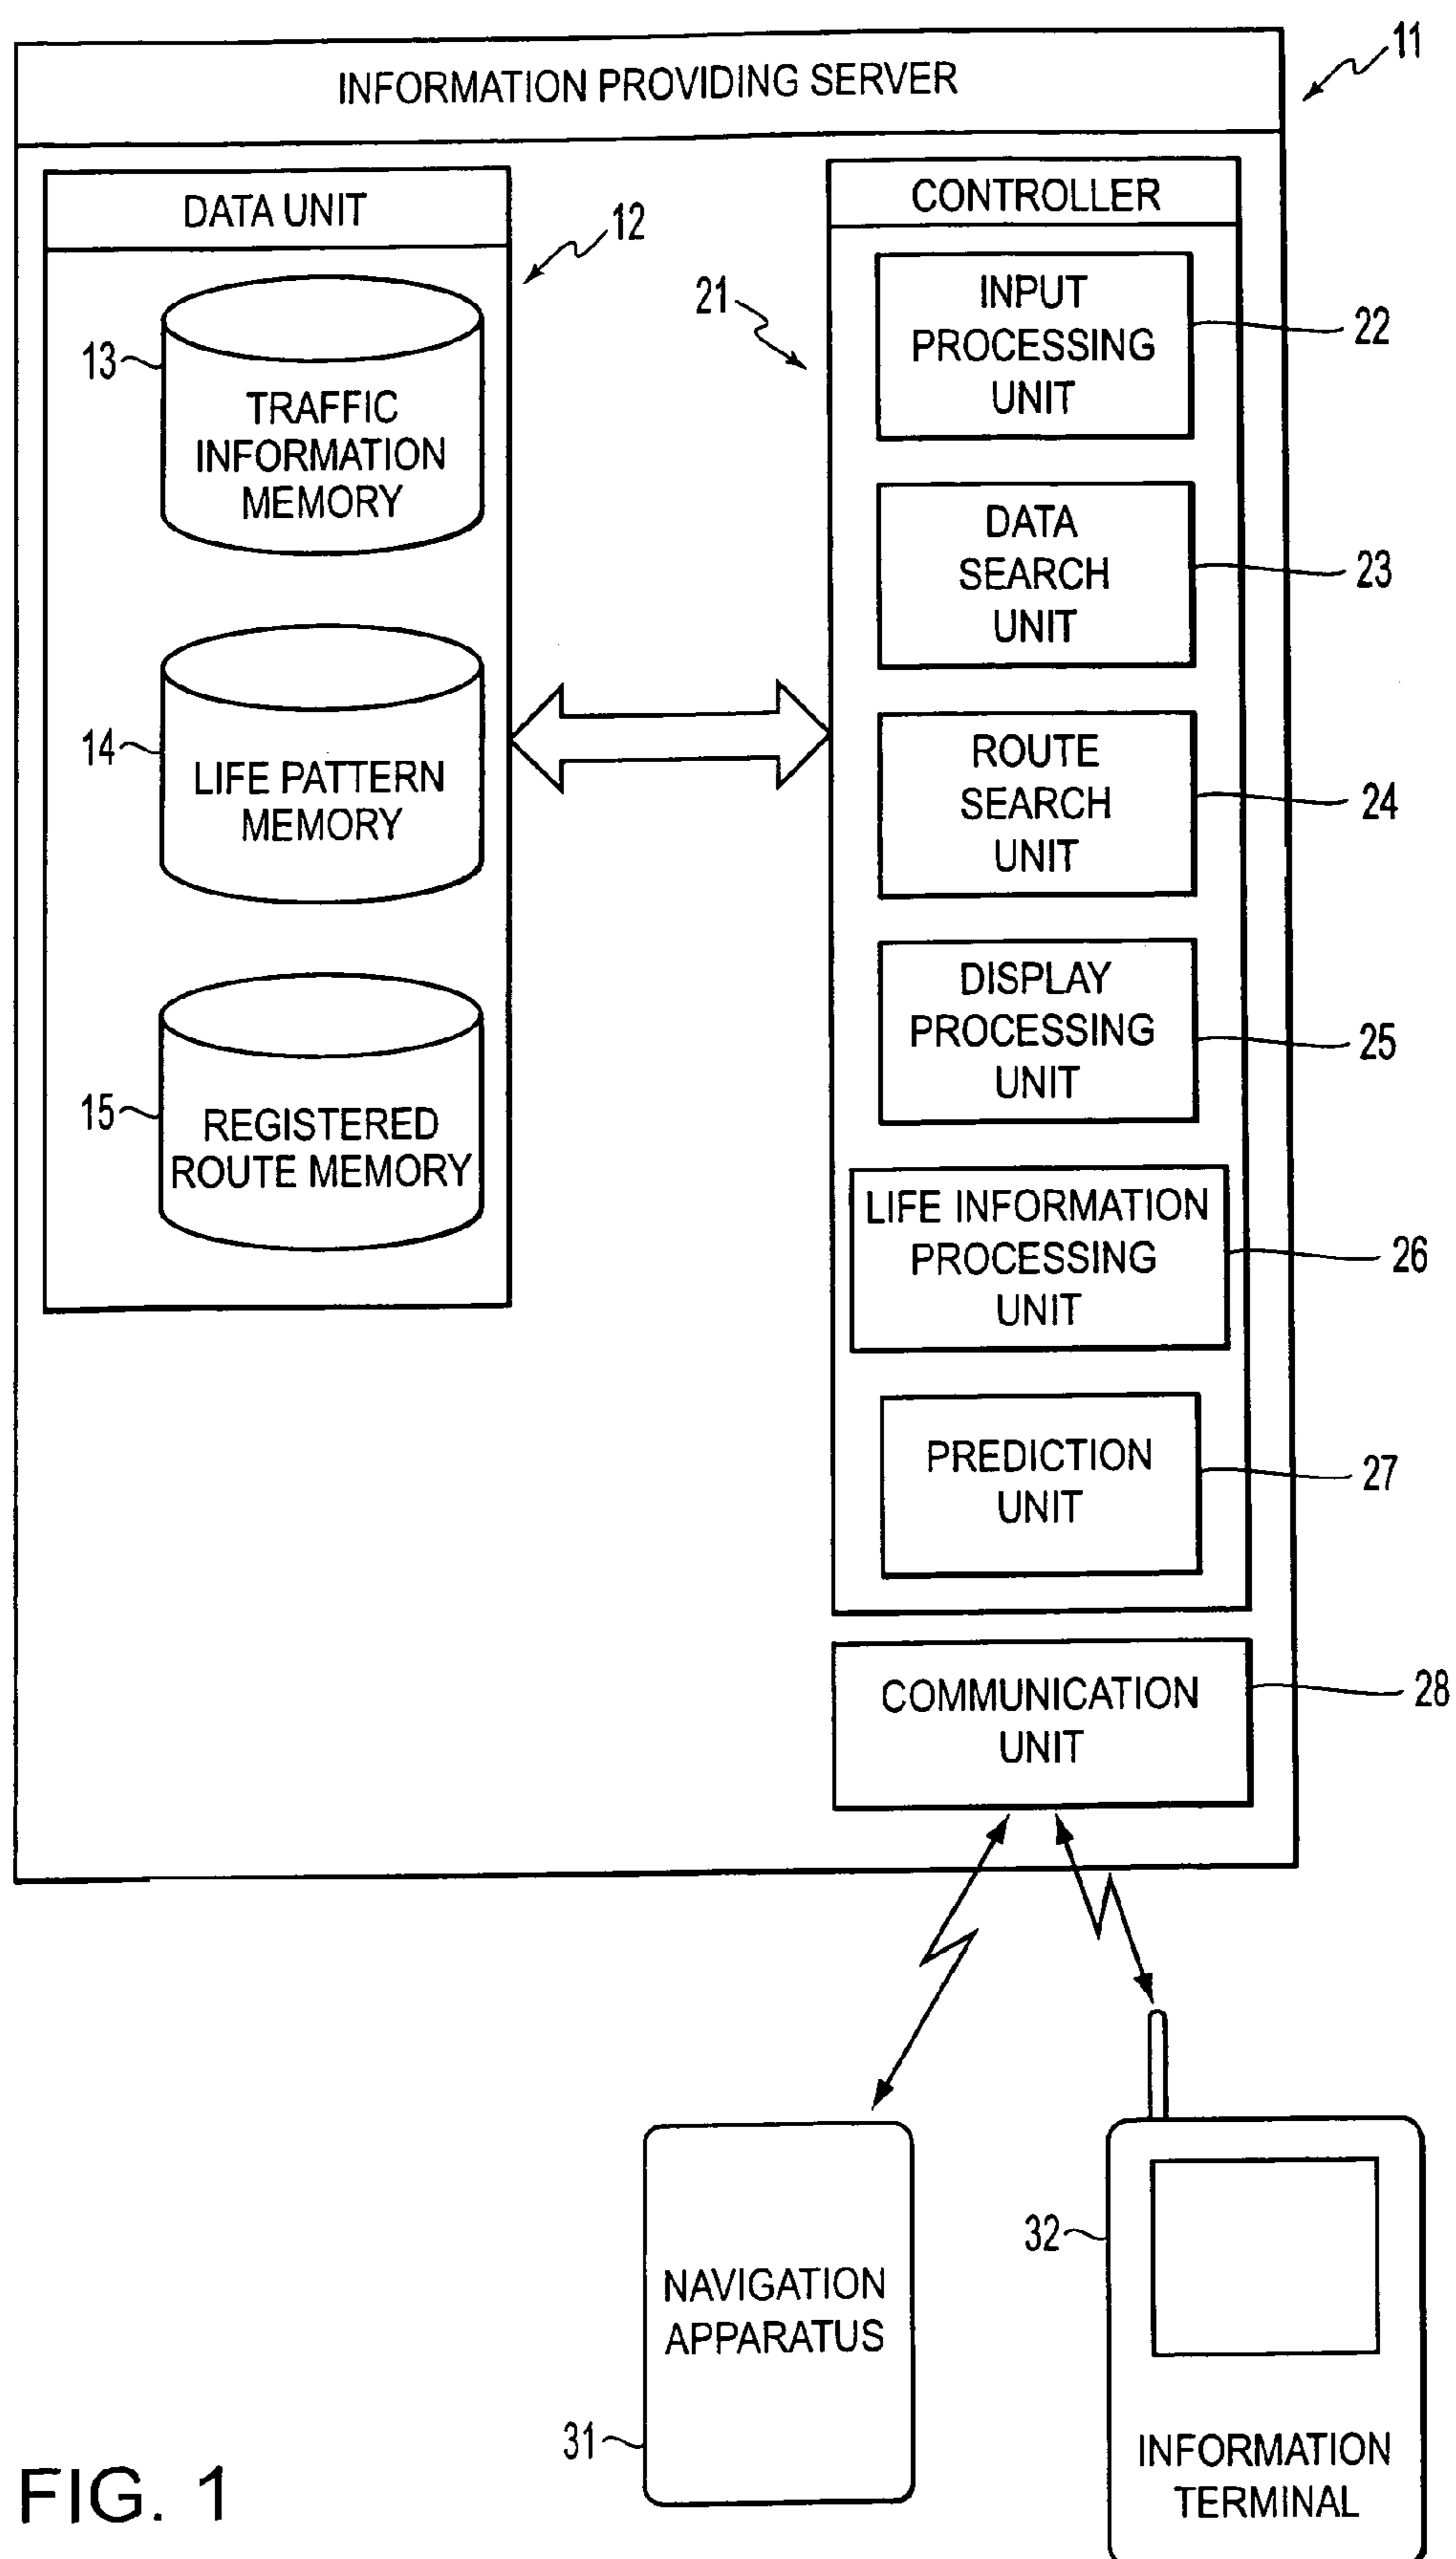 INFORMATION PROVIDING SERVER
11
DATA UNIT
12
13
TRAFFIC
INFORMATION
MEMORY
14
LIFE PATTERN
MEMORY
15
REGISTERED
ROUTE MEMORY
CONTROLLER
21
INPUT
PROCESSING
UNIT
22
DATA
SEARCH
UNIT
23
ROUTE
SEARCH
UNIT
24
DISPLAY
PROCESSING
UNIT
25
LIFE INFORMATION
PROCESSING
UNIT
26
PREDICTION
UNIT
27
COMMUNICATION
UNIT
28
NAVIGATION
APPARATUS
31
32
INFORMATION
TERMINAL
FIG. 1